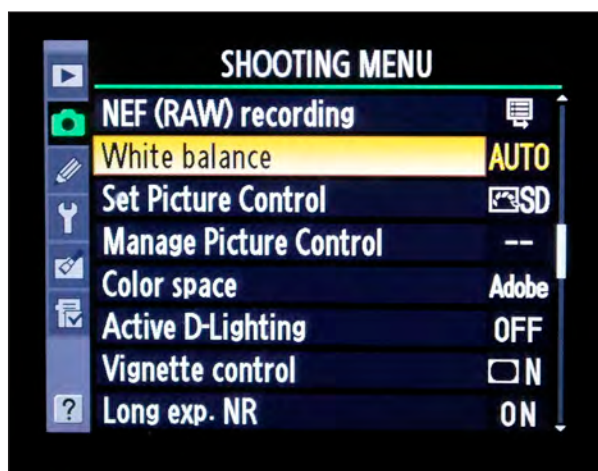 SHOOTING MENU
NEF (RAW) recording
White balance AUTO
Set Picture Control SD
Manage Picture Control --
Color space Adobe
Active D-Lighting OFF
Vignette control N
Long exp. NR ON
?